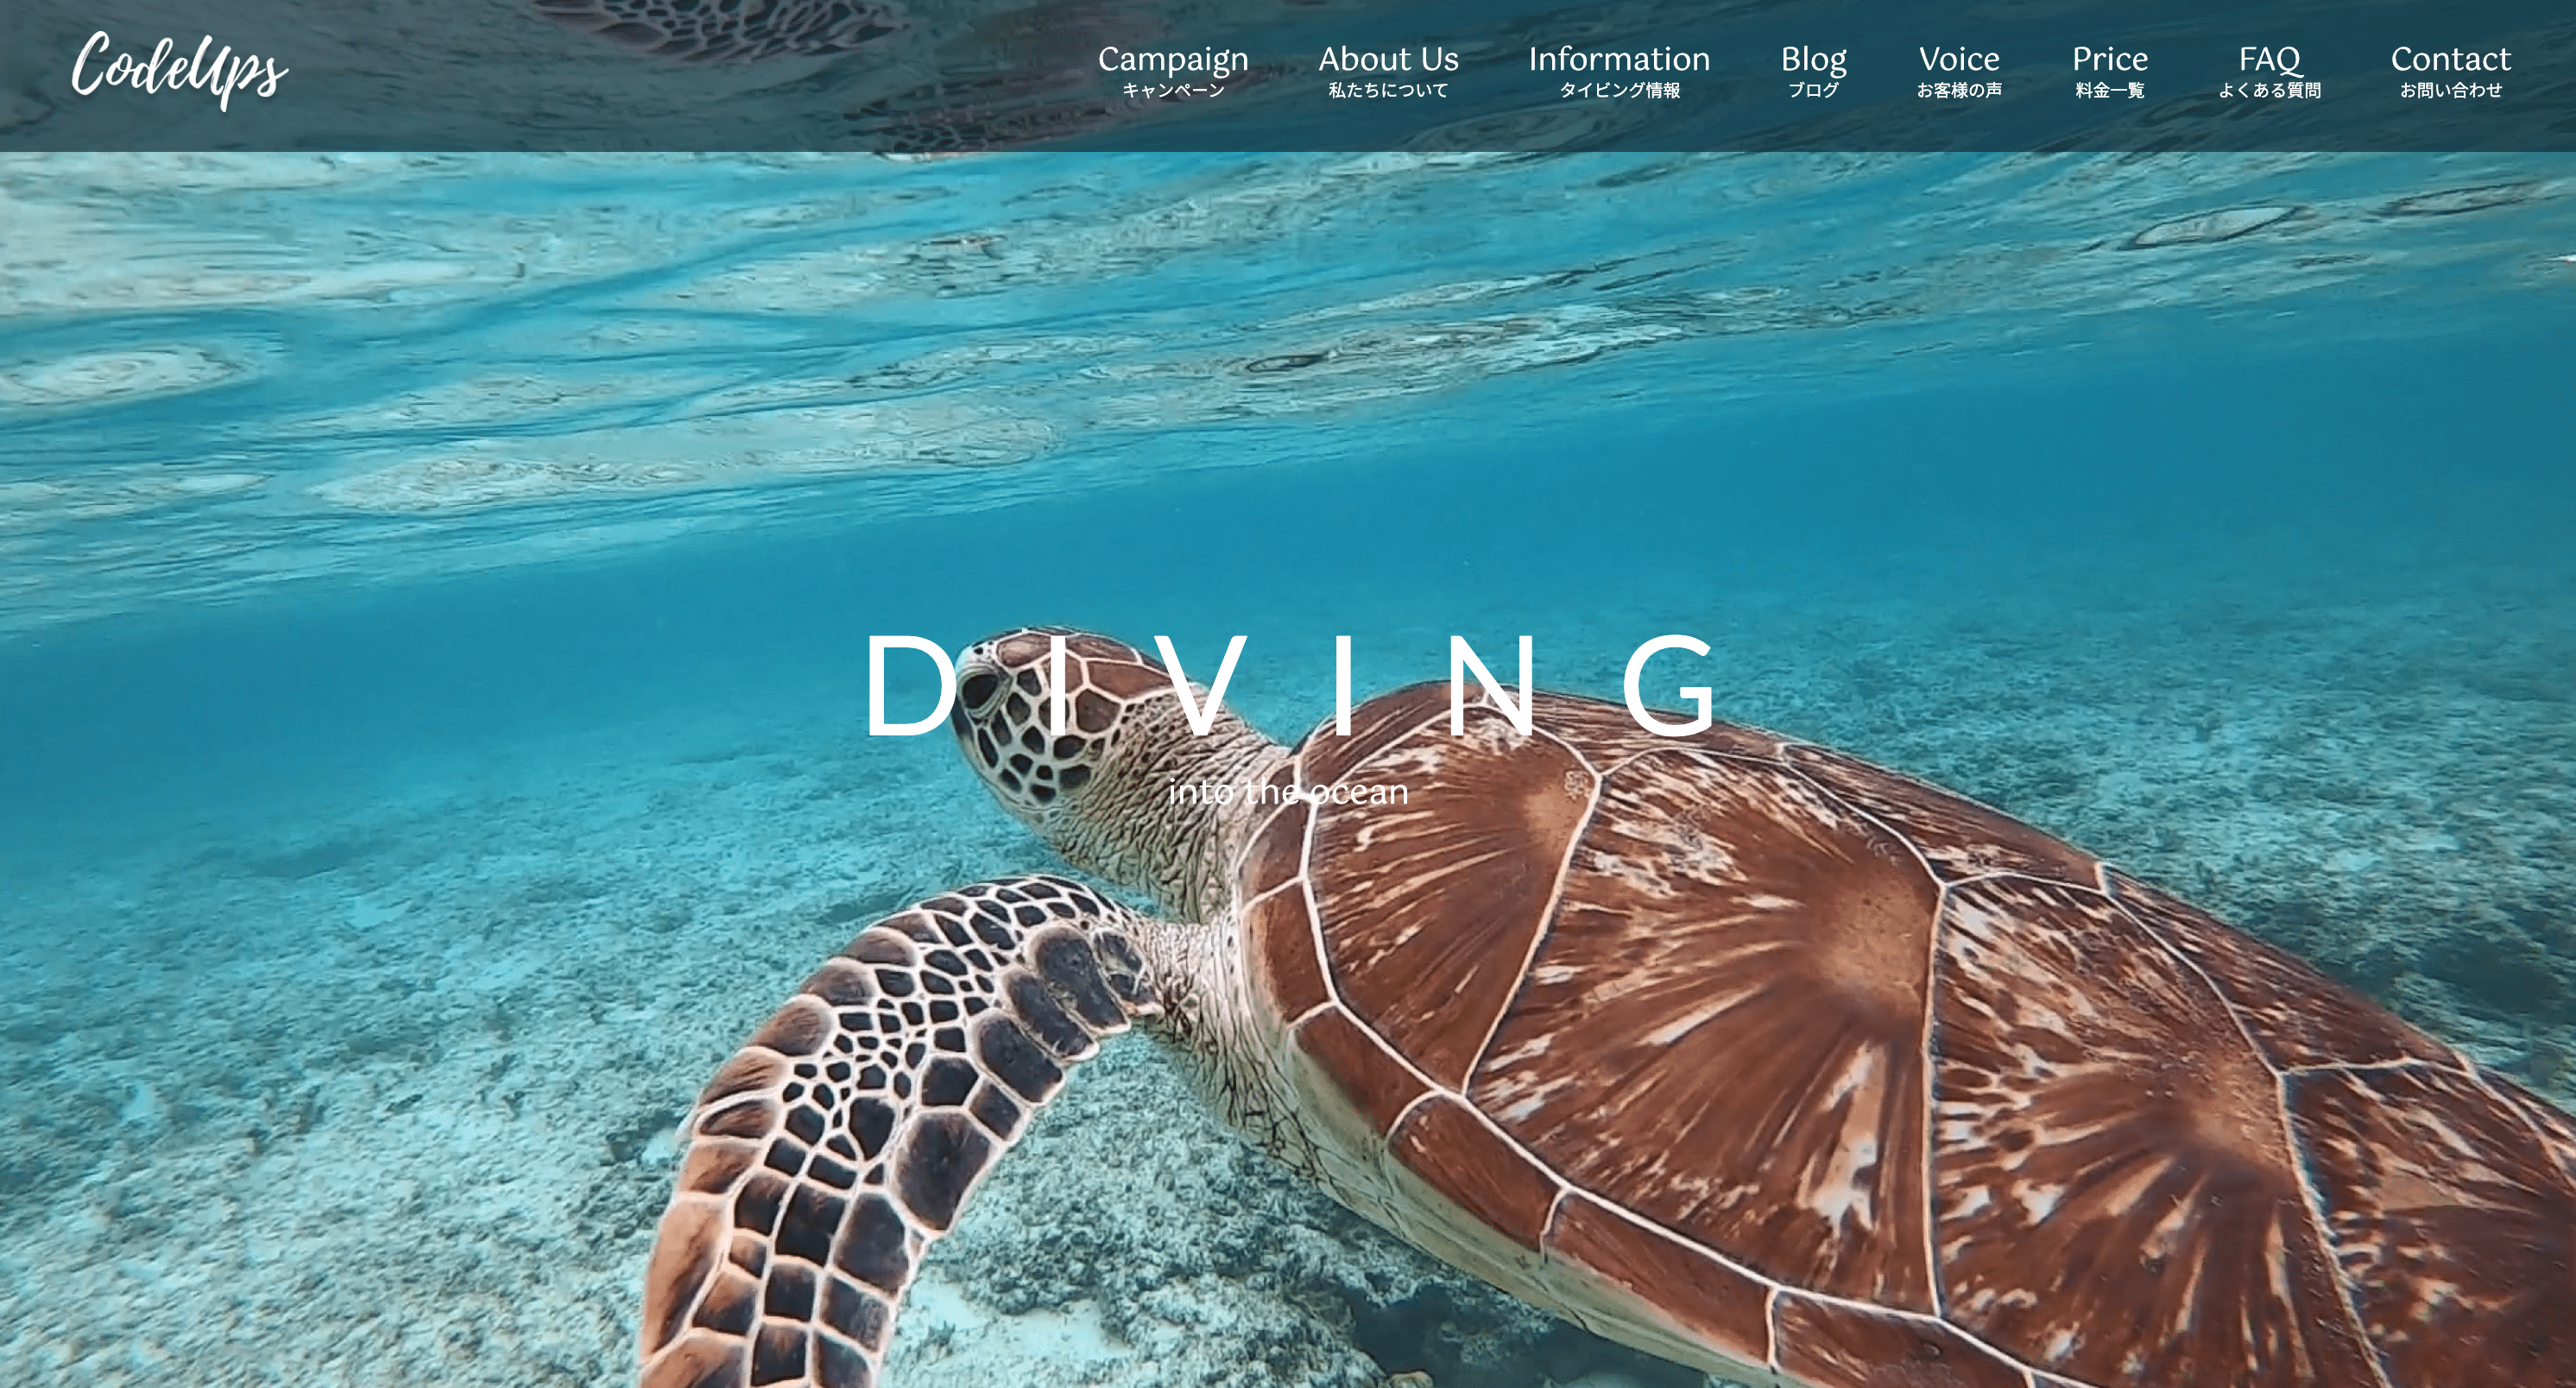 CodeUps
Campaign About Us Information Blog Voice Price FAQ Contact
キャンペーン 私たちについて タイビング情報 ブログ お客様の声 料金一覧 よくある質問 お問い合わせ
DIVING
into the ocean